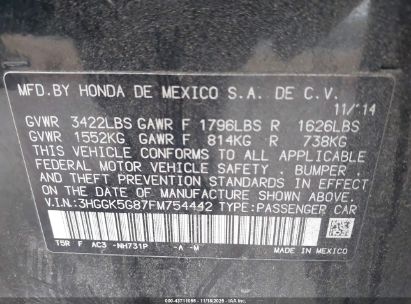 MFD.BY HONDA DE MEXICO S.A. DE C.V.
11/14
GVWR 3422LBS GAWR F 1796LBS R 1626LBS
GVWR 1552KG GAWR F 814KG R 738KG
THIS VEHICLE CONFORMS TO ALL APPLICABLE
FEDERAL MOTOR VEHICLE SAFETY , BUMPER ,
AND THEFT PREVENTION STANDARDS IN EFFECT
ON THE DATE OF MANUFACTURE SHOWN ABOVE.
V.I.N.:3HGGK5G87FM754442 TYPE:PASSENGER CAR
T5R F AC3 -NH731P -A -M
MADE IN MEXICO